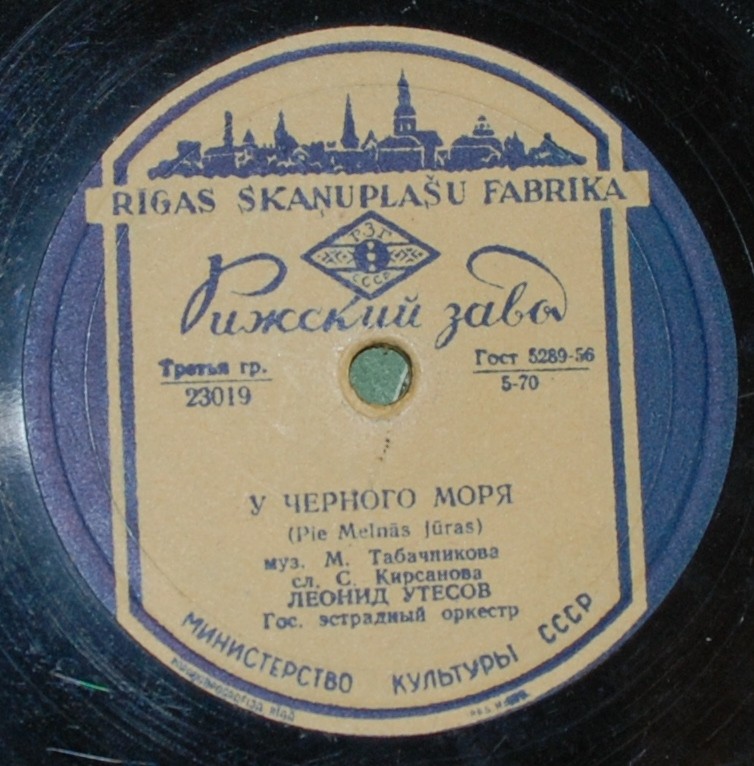 RĪGAS SKAŅUPLAŠU FABRIKA
РЗГ
СССР
Рижский завод
Третья гр.
23019
Гост 5289-56
5-70
У ЧЕРНОГО МОРЯ
(Pie Melnās jūras)
муз. М. Табачникова
сл. С. Кирсанова
ЛЕОНИД УТЕСОВ
Гос. эстрадный оркестр
МИНИСТЕРСТВО КУЛЬТУРЫ СССР